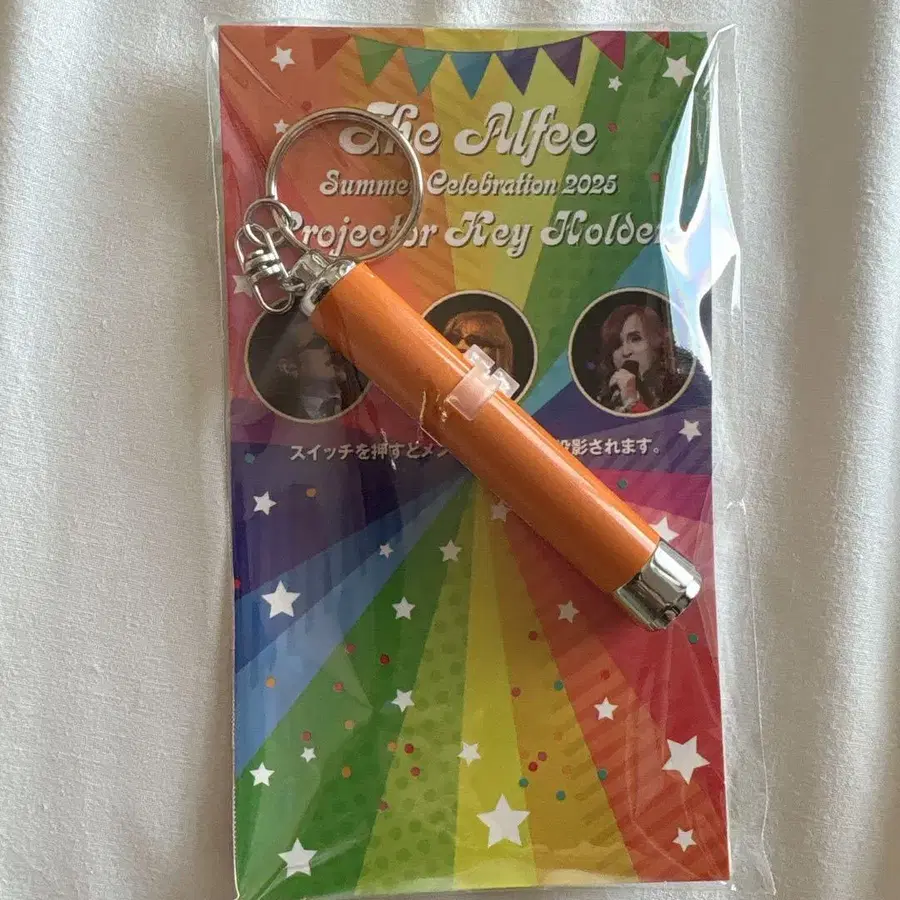 The Alfee
Summer Celebration 2025
Projector Key Holder
スイッチを押すとメン 投影されます。